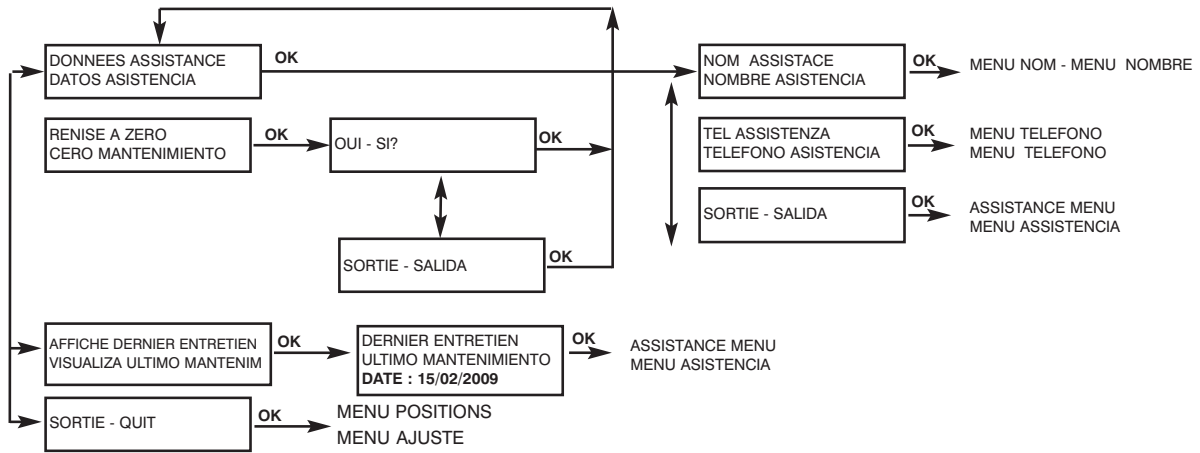 DONNEES ASSISTANCE
DATOS ASISTENCIA
OK
NOM ASSISTACE
NOMBRE ASISTENCIA
OK
MENU NOM - MENU NOMBRE
RENISE A ZERO
CERO MANTENIMIENTO
OK
OUI - SI?
OK
TEL ASSISTENZA
TELEFONO ASISTENCIA
OK
MENU TELEFONO
MENU TELEFONO
SORTIE - SALIDA
OK
SORTIE - SALIDA
OK
ASSISTANCE MENU
MENU ASSISTENCIA
AFFICHE DERNIER ENTRETIEN
VISUALIZA ULTIMO MANTENIM
OK
DERNIER ENTRETIEN
ULTIMO MANTENIMIENTO
DATE : 15/02/2009
OK
ASSISTANCE MENU
MENU ASISTENCIA
SORTIE - QUIT
OK
MENU POSITIONS
MENU AJUSTE